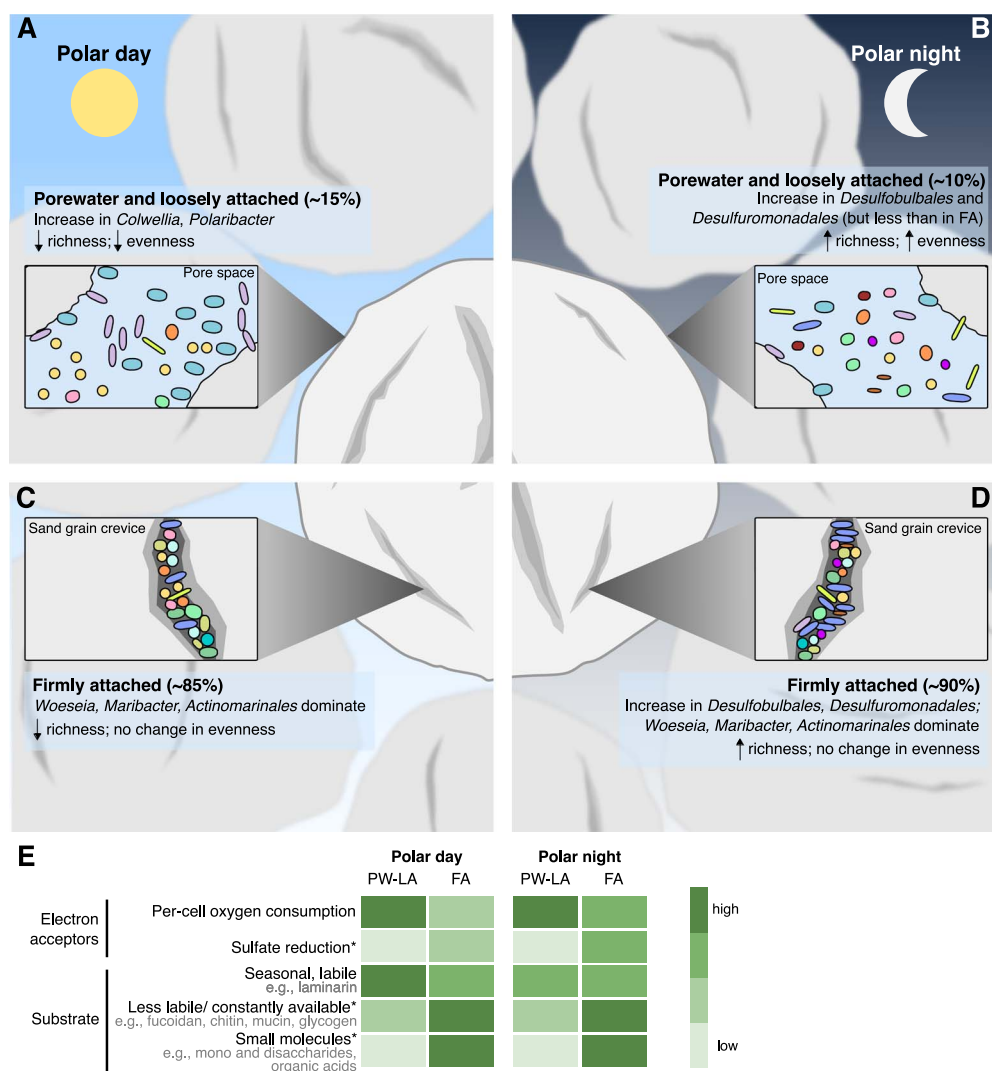 A
Polar day
Porewater and loosely attached (~15%)
Increase in Colwellia, Polaribacter
↓ richness; ↓ evenness
Pore space
B
Polar night
Porewater and loosely attached (~10%)
Increase in Desulfobulbales and
Desulfuromonadales (but less than in FA)
↑ richness; ↑ evenness
Pore space
C
Sand grain crevice
Firmly attached (~85%)
Woeseia, Maribacter, Actinomarinales dominate
↓ richness; no change in evenness
D
Sand grain crevice
Firmly attached (~90%)
Increase in Desulfobulbales, Desulfuromonadales;
Woeseia, Maribacter, Actinomarinales dominate
↑ richness; no change in evenness
E
Polar day Polar night
PW-LA FA PW-LA FA
Electron
acceptors
Per-cell oxygen consumption
Sulfate reduction*
Substrate
Seasonal, labile
e.g., laminarin
Less labile/ constantly available*
e.g., fucoidan, chitin, mucin, glycogen
Small molecules*
e.g., mono and disaccharides,
organic acids
high
low